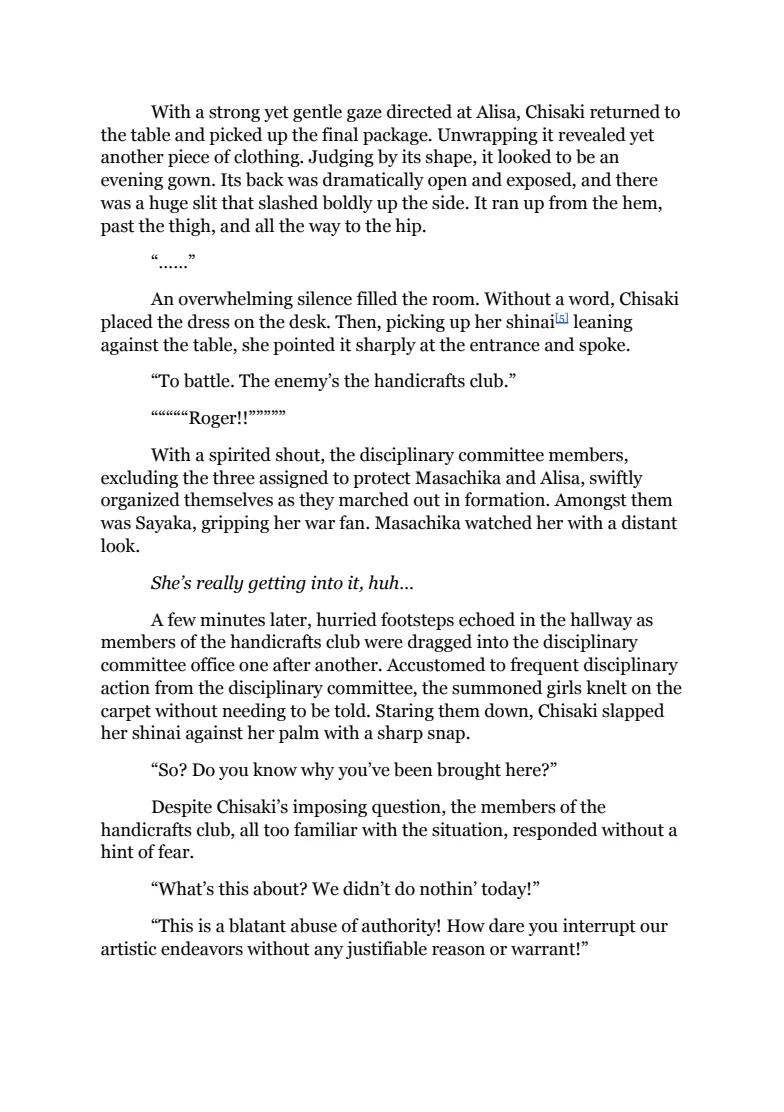 With a strong yet gentle gaze directed at Alisa, Chisaki returned to
the table and picked up the final package. Unwrapping it revealed yet
another piece of clothing. Judging by its shape, it looked to be an
evening gown. Its back was dramatically open and exposed, and there
was a huge slit that slashed boldly up the side. It ran up from the hem,
past the thigh, and all the way to the hip.
“......”
An overwhelming silence filled the room. Without a word, Chisaki
placed the dress on the desk. Then, picking up her shinai[5] leaning
against the table, she pointed it sharply at the entrance and spoke.
“To battle. The enemy’s the handicrafts club.”
“““““Roger!!”””””
With a spirited shout, the disciplinary committee members,
excluding the three assigned to protect Masachika and Alisa, swiftly
organized themselves as they marched out in formation. Amongst them
was Sayaka, gripping her war fan. Masachika watched her with a distant
look.
She’s really getting into it, huh...
A few minutes later, hurried footsteps echoed in the hallway as
members of the handicrafts club were dragged into the disciplinary
committee office one after another. Accustomed to frequent disciplinary
action from the disciplinary committee, the summoned girls knelt on the
carpet without needing to be told. Staring them down, Chisaki slapped
her shinai against her palm with a sharp snap.
“So? Do you know why you’ve been brought here?”
Despite Chisaki’s imposing question, the members of the
handicrafts club, all too familiar with the situation, responded without a
hint of fear.
“What’s this about? We didn’t do nothin’ today!”
“This is a blatant abuse of authority! How dare you interrupt our
artistic endeavors without any justifiable reason or warrant!”